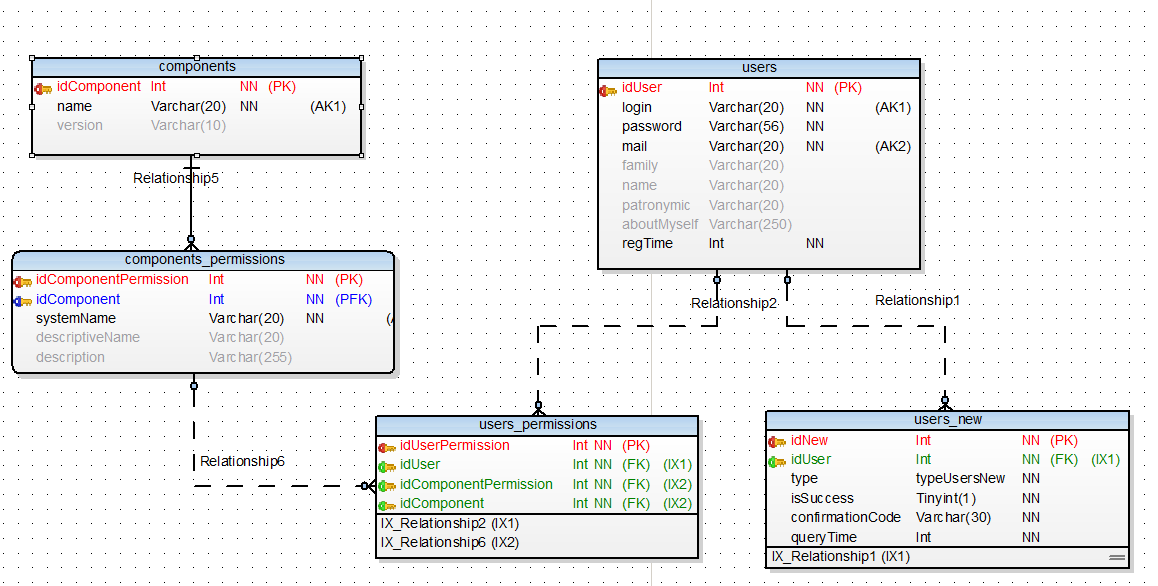 components
idComponent Int NN (PK)
name Varchar(20) NN (AK1)
version Varchar(10)
Relationship5
components_permissions
idComponentPermission Int NN (PK)
idComponent Int NN (PFK)
systemName Varchar(20) NN (
descriptiveName Varchar(20)
description Varchar(255)
Relationship6
users
idUser Int NN (PK)
login Varchar(20) NN (AK1)
password Varchar(56) NN
mail Varchar(20) NN (AK2)
family Varchar(20)
name Varchar(20)
patronymic Varchar(20)
aboutMyself Varchar(250)
regTime Int NN
Relationship2
Relationship1
users_permissions
idUserPermission Int NN (PK)
idUser Int NN (FK) (IX1)
idComponentPermission Int NN (FK) (IX2)
idComponent Int NN (FK) (IX2)
IX_Relationship2 (IX1)
IX_Relationship6 (IX2)
users_new
idNew Int NN (PK)
idUser Int NN (FK) (IX1)
type typeUsersNew NN
isSuccess Tinyint(1) NN
confirmationCode Varchar(30) NN
queryTime Int NN
IX_Relationship1 (IX1)